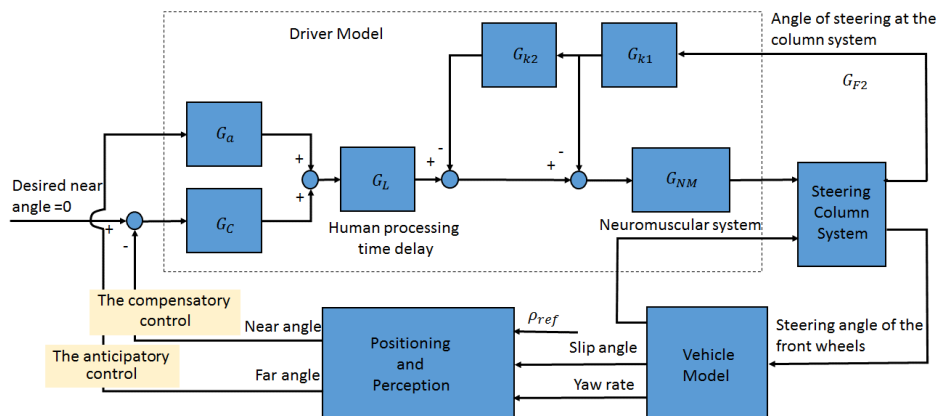 Driver Model
Angle of steering at the
column system
G_{k2}
G_{k1}
G_{F2}
-
-
G_a
+
+
G_L
+
+
G_{NM}
Steering
Column
System
Desired near
angle =0
+
-
G_C
+
Human processing
time delay
Neuromuscular system
The compensatory
control
Near angle
The anticipatory
control
Far angle
Positioning
and
Perception
ρ_{ref}
Slip angle
Yaw rate
Vehicle
Model
Steering angle of the
front wheels